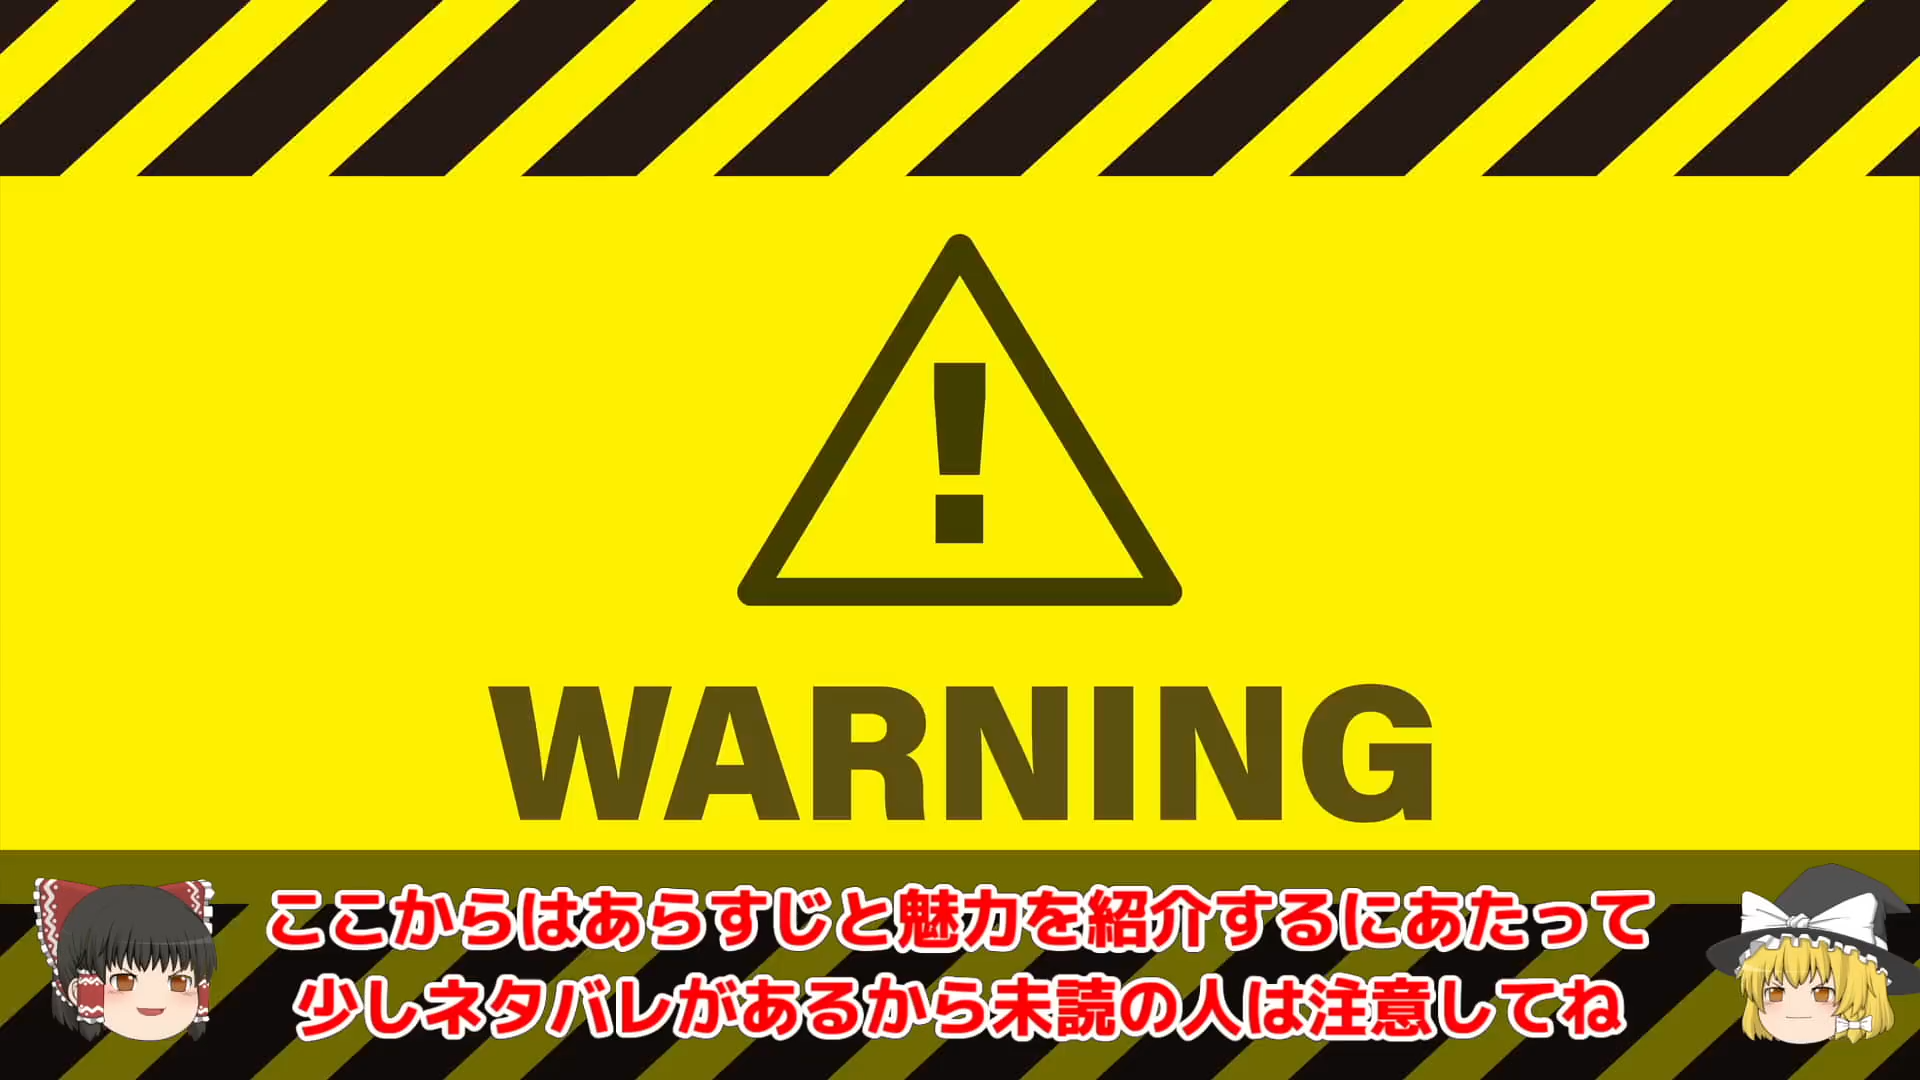 WARNING
ここからはあらすじと魅力を紹介するにあたって
少しネタバレがあるから未読の人は注意してね